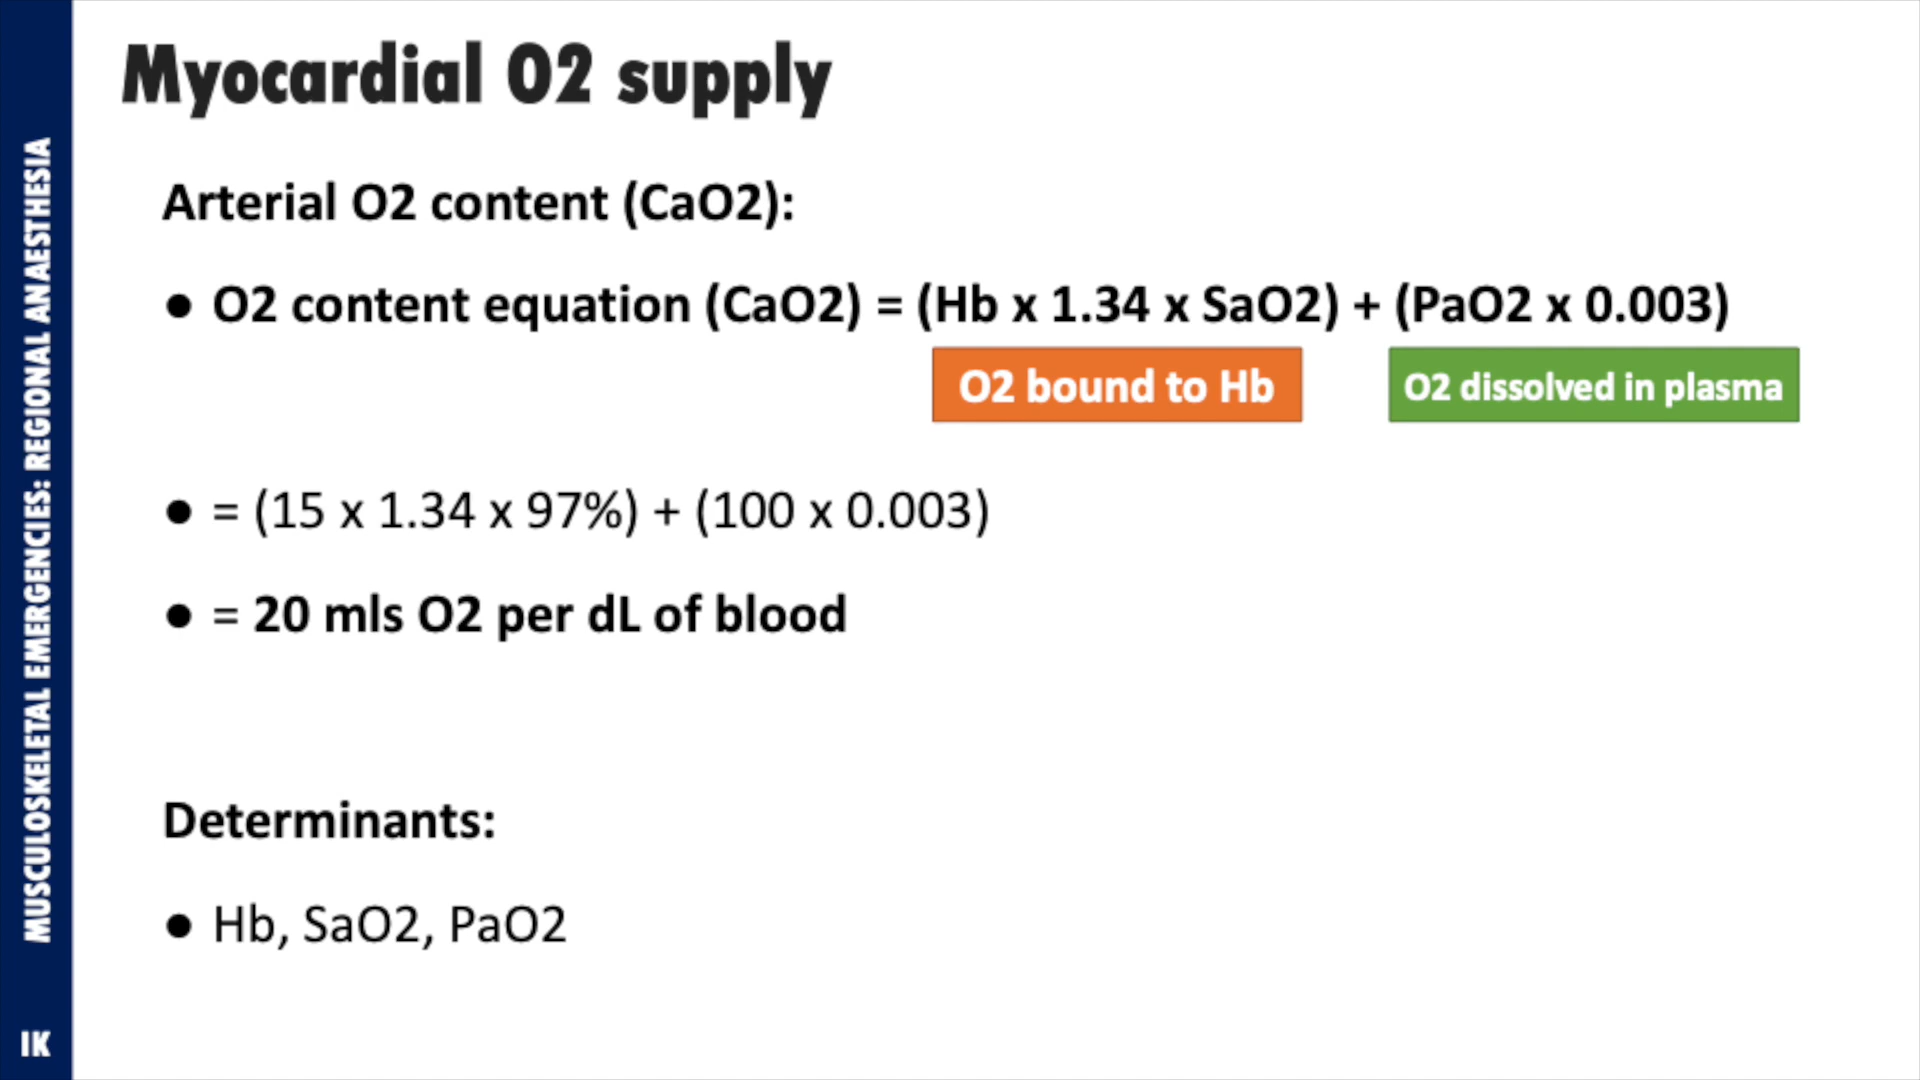 Myocardial O2 supply
Arterial O2 content (CaO2):
● O2 content equation (CaO2) = (Hb x 1.34 x SaO2) + (PaO2 x 0.003)
O2 bound to Hb
O2 dissolved in plasma
● = (15 x 1.34 x 97%) + (100 x 0.003)
● = 20 mls O2 per dL of blood
Determinants:
● Hb, SaO2, PaO2
MUSCULOSKELETAL EMERGENCIES: REGIONAL ANAESTHESIA
IK